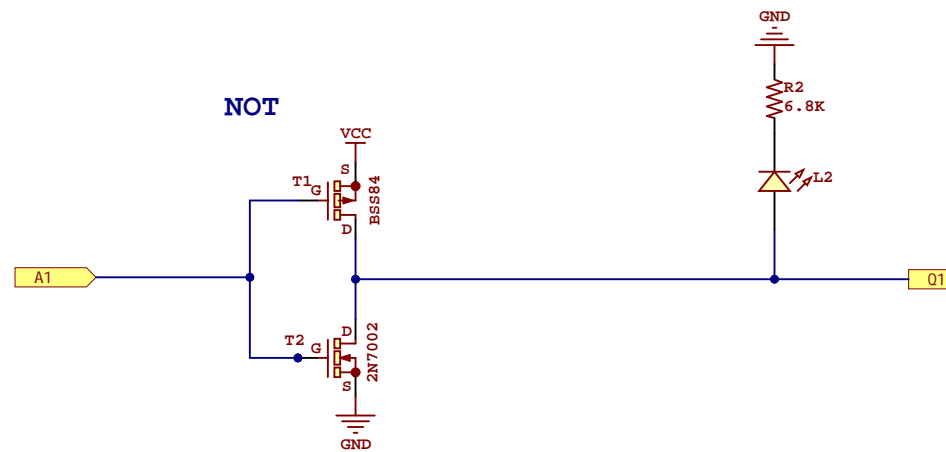 GND
R2
6.8K
NOT
VCC
S
T1
G
BSS84
L2
D
A1
Q1
D
T2
G
2N7002
S
GND